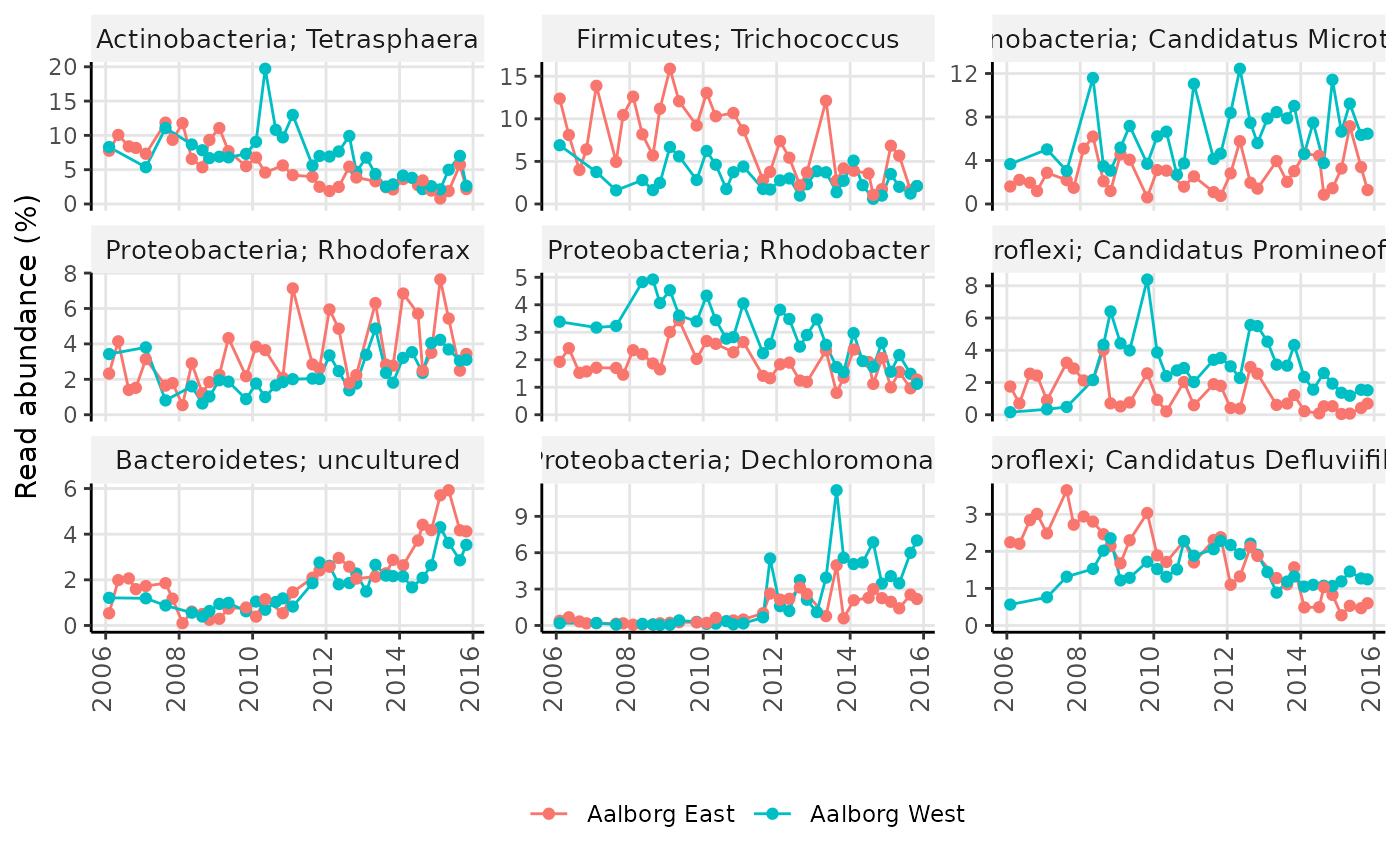 Read abundance (%)
Actinobacteria; Tetrasphaera
Firmicutes; Trichococcus
nobacteria; Candidatus Microt
20
15
10
5
0
15
10
5
0
12
8
4
0
Proteobacteria; Rhodoferax
Proteobacteria; Rhodobacter
roflexi; Candidatus Promineof
8
6
4
2
0
5
4
3
2
1
0
8
6
4
2
0
Bacteroidetes; uncultured
Proteobacteria; Dechloromona
oroflexi; Candidatus Defluviifil
6
4
2
0
9
6
3
0
3
2
1
0
2006 2008 2010 2012 2014 2016
2006 2008 2010 2012 2014 2016
2006 2008 2010 2012 2014 2016
Aalborg East Aalborg West